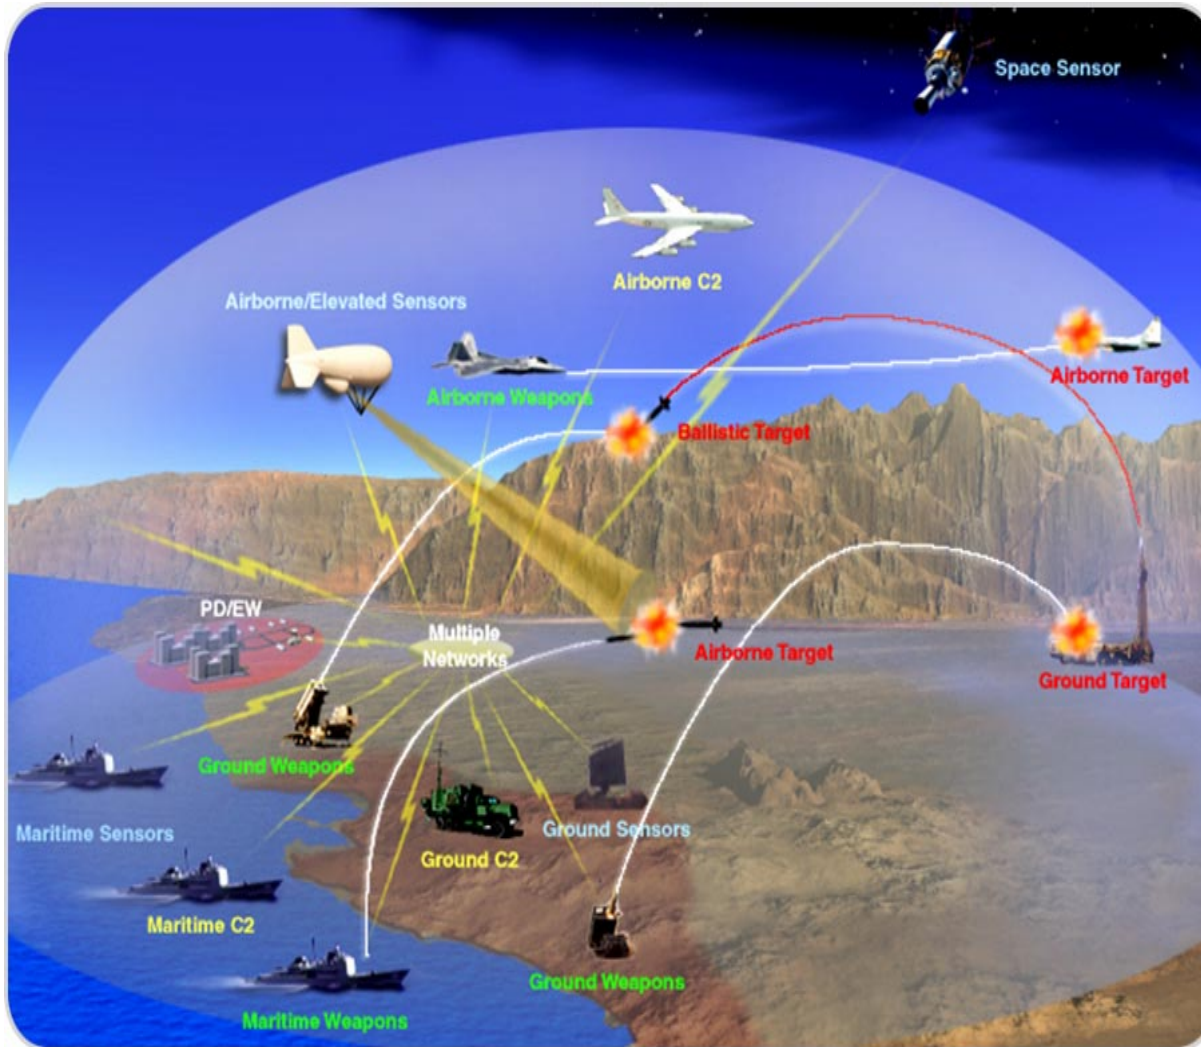 Space Sensor
Airborne C2
Airborne/Elevated Sensors
Airborne Weapons
Airborne Target
Ballistic Target
PD/EW
Multiple
Networks
Airborne Target
Ground Target
Ground Weapons
Maritime Sensors
Ground Sensors
Ground C2
Maritime C2
Ground Weapons
Maritime Weapons